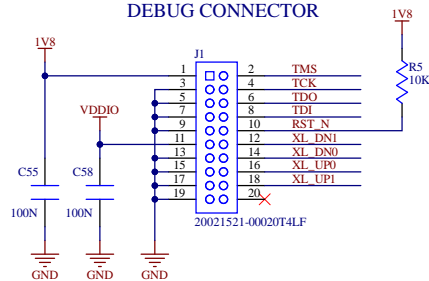 DEBUG CONNECTOR
1V8
1V8
J1
R5
10K
1 2 TMS
3 4 TCK
5 6 TDO
7 8 TDI
9 10 RST_N
VDDIO
11 12 XL_DN1
13 14 XL_DN0
15 16 XL_UP0
17 18 XL_UP1
19 20
C55
C58
100N
100N
20021521-00020T4LF
GND
GND
GND